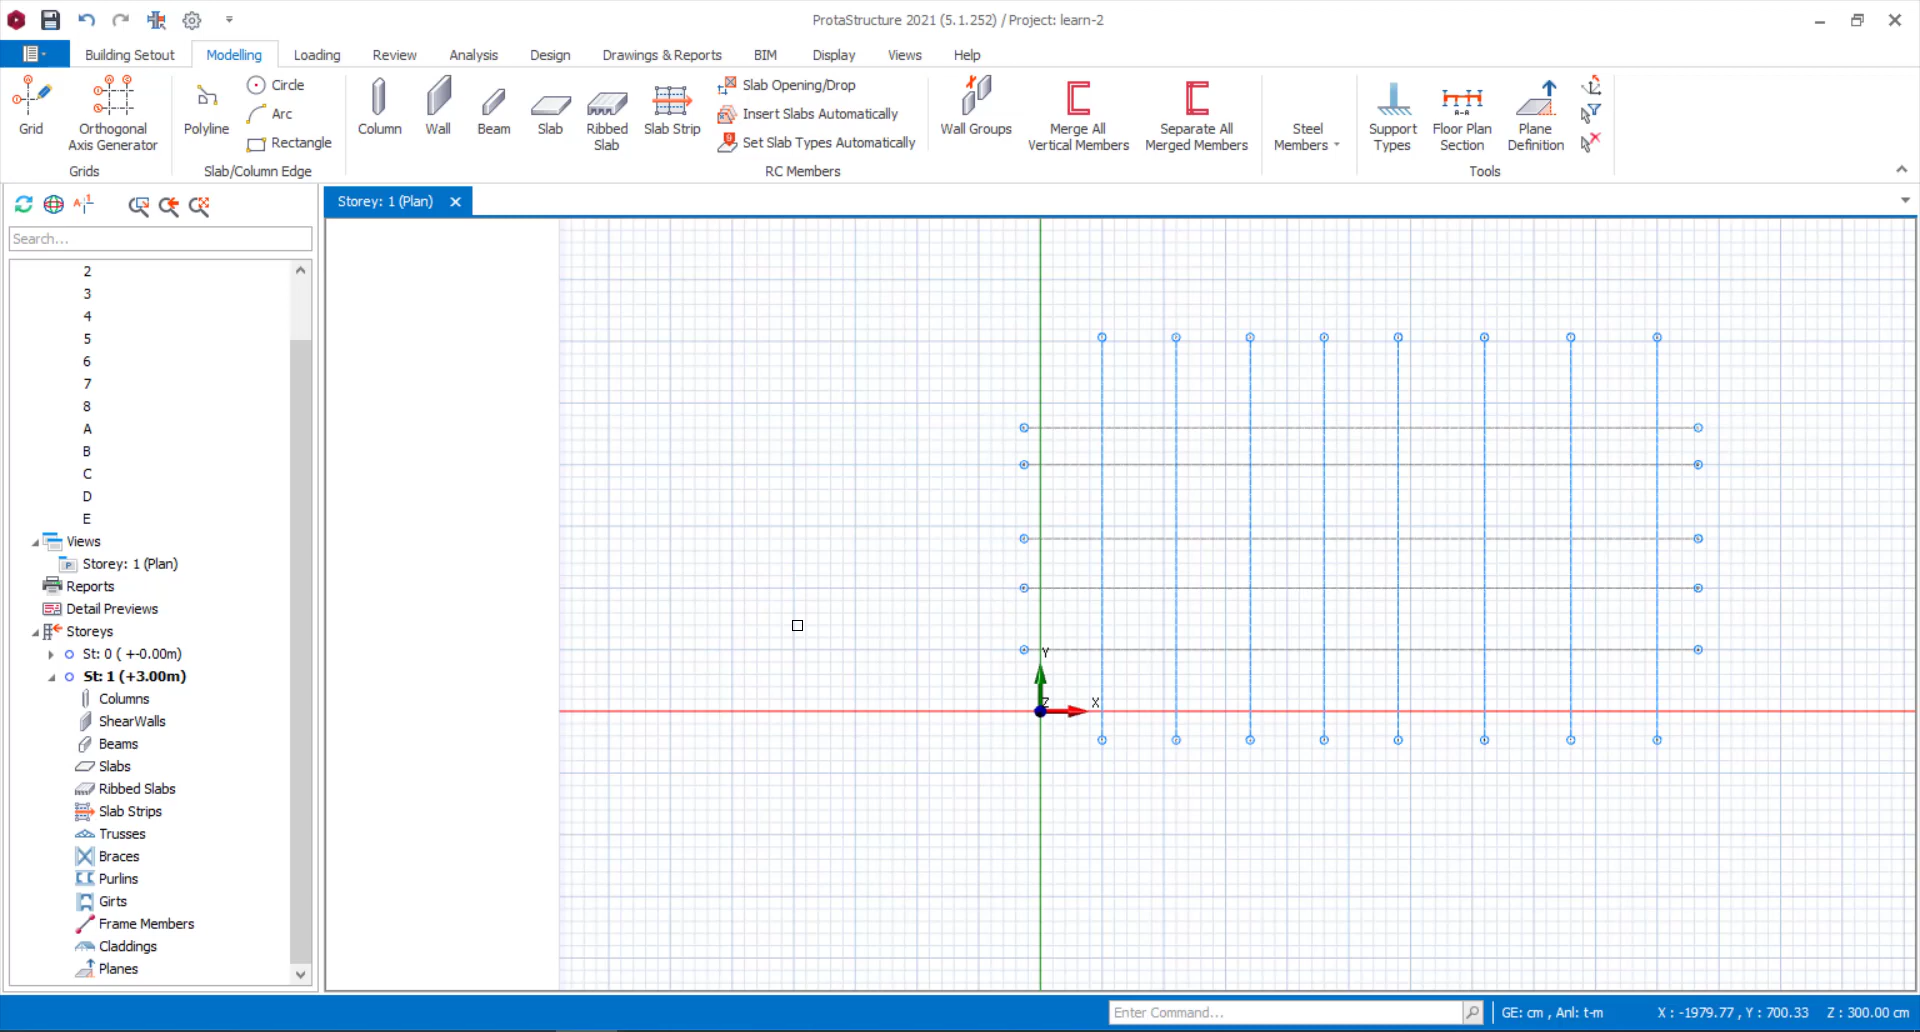 ProtaStructure 2021 (5.1.252) / Project: learn-2
Building Setout
Modelling
Loading
Review
Analysis
Design
Drawings & Reports
BIM
Display
Views
Help
Grid
Orthogonal
Axis Generator
Grids
Polyline
Circle
Arc
Rectangle
Slab/Column Edge
Column
Wall
Beam
Slab
Ribbed
Slab
Slab Strip
Slab Opening/Drop
Insert Slabs Automatically
Set Slab Types Automatically
RC Members
Wall Groups
Merge All
Vertical Members
Separate All
Merged Members
Steel
Members
Support
Types
Floor Plan
Section
Plane
Definition
Tools
Search...
Storey: 1 (Plan)
2
3
4
5
6
7
8
A
B
C
D
E
Views
Storey: 1 (Plan)
Reports
Detail Previews
Storeys
St: 0 ( +-0.00m)
St: 1 (+3.00m)
Columns
ShearWalls
Beams
Slabs
Ribbed Slabs
Slab Strips
Trusses
Braces
Purlins
Girts
Frame Members
Claddings
Planes
Y
Z
X
Enter Command...
GE: cm , Anl: t-m
X : -1979.77 , Y : 700.33
Z : 300.00 cm